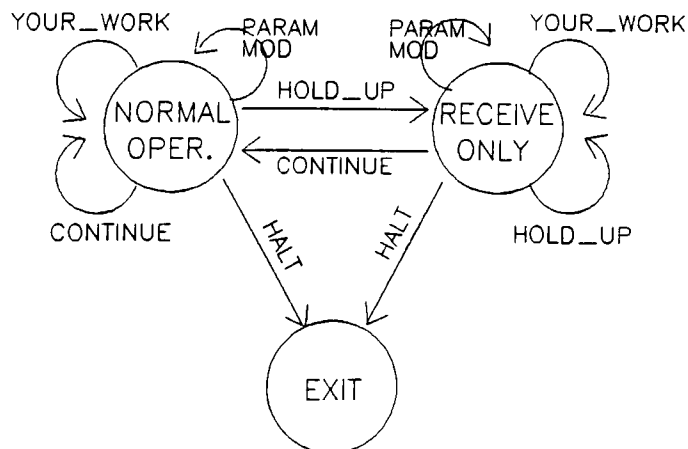 YOUR_WORK
PARAM
MOD
PARAM
MOD
YOUR_WORK
NORMAL
OPER.
HOLD_UP
RECEIVE
ONLY
CONTINUE
CONTINUE
HALT
HALT
HOLD_UP
EXIT